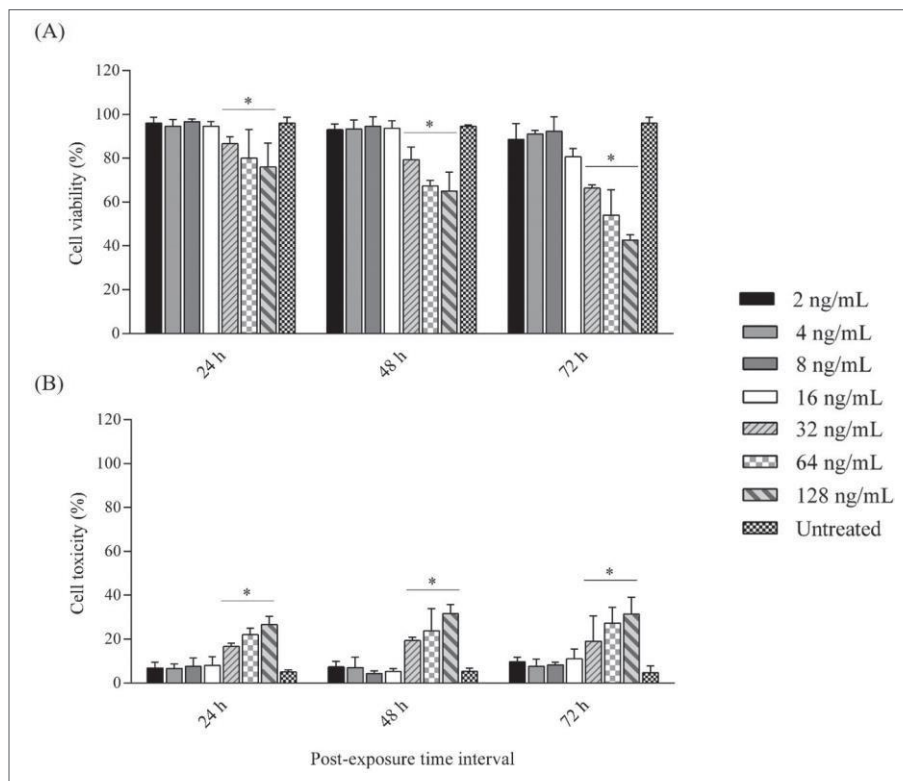 (A)
120
100
80
60
40
20
0
Cell viability (%)
*
*
*
24 h
48 h
72 h
(B)
120
100
80
60
40
20
0
Cell toxicity (%)
*
*
*
24 h
48 h
72 h
Post-exposure time interval
2 ng/mL
4 ng/mL
8 ng/mL
16 ng/mL
32 ng/mL
64 ng/mL
128 ng/mL
Untreated